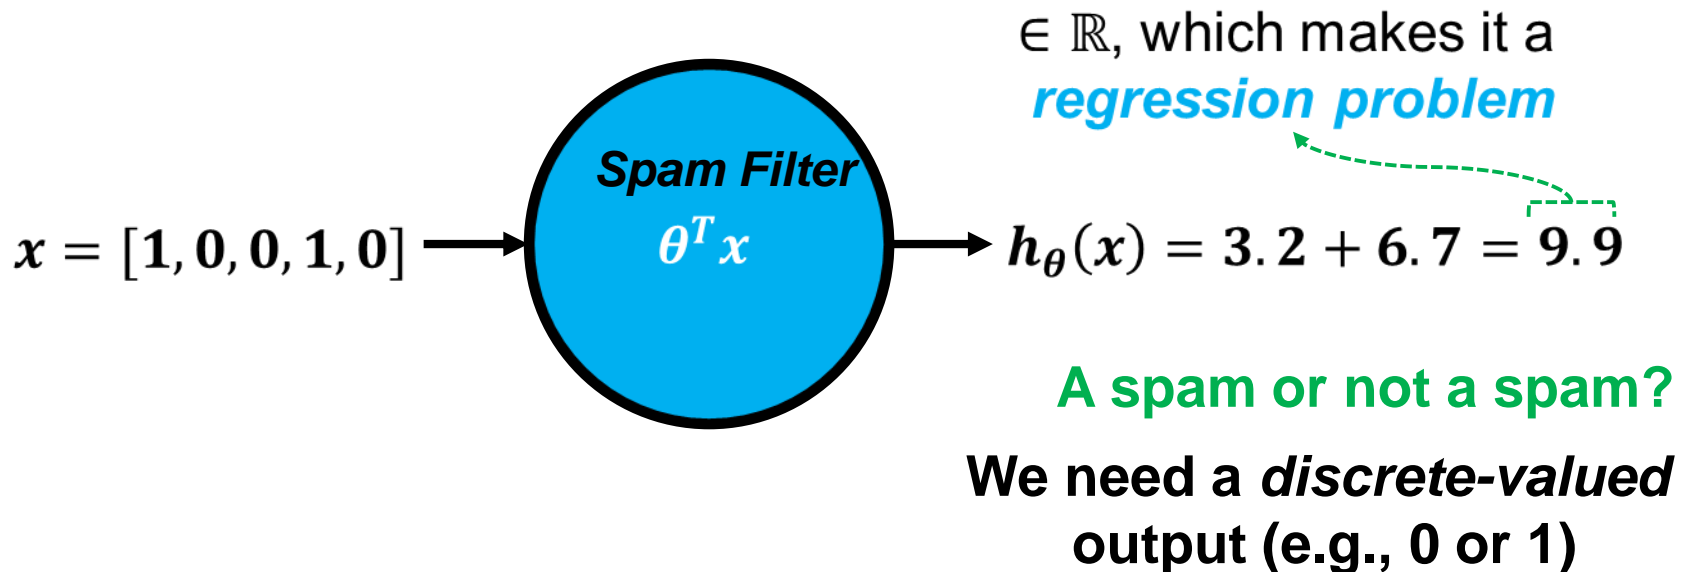 ∈ ℝ, which makes it a
regression problem
Spam Filter
θᵀx
x = [1, 0, 0, 1, 0]
h_θ(x) = 3.2 + 6.7 = 9.9
A spam or not a spam?
We need a discrete-valued
output (e.g., 0 or 1)